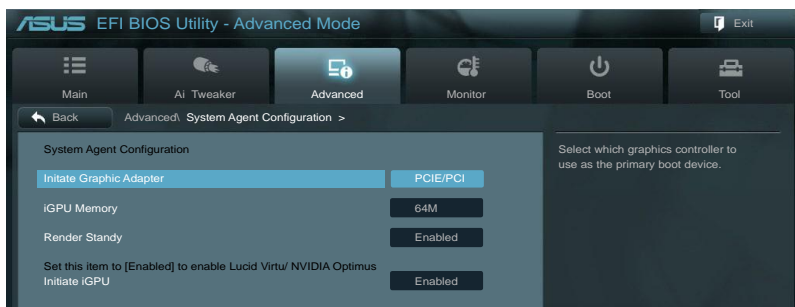 ASUS EFI BIOS Utility - Advanced Mode
Exit
Main
Ai Tweaker
Advanced
Monitor
Boot
Tool
Back
Advanced\ System Agent Configuration >
System Agent Configuration
Initate Graphic Adapter PCIE/PCI
iGPU Memory 64M
Render Standy Enabled
Set this item to [Enabled] to enable Lucid Virtu/ NVIDIA Optimus
Initiate iGPU Enabled
Select which graphics controller to
use as the primary boot device.